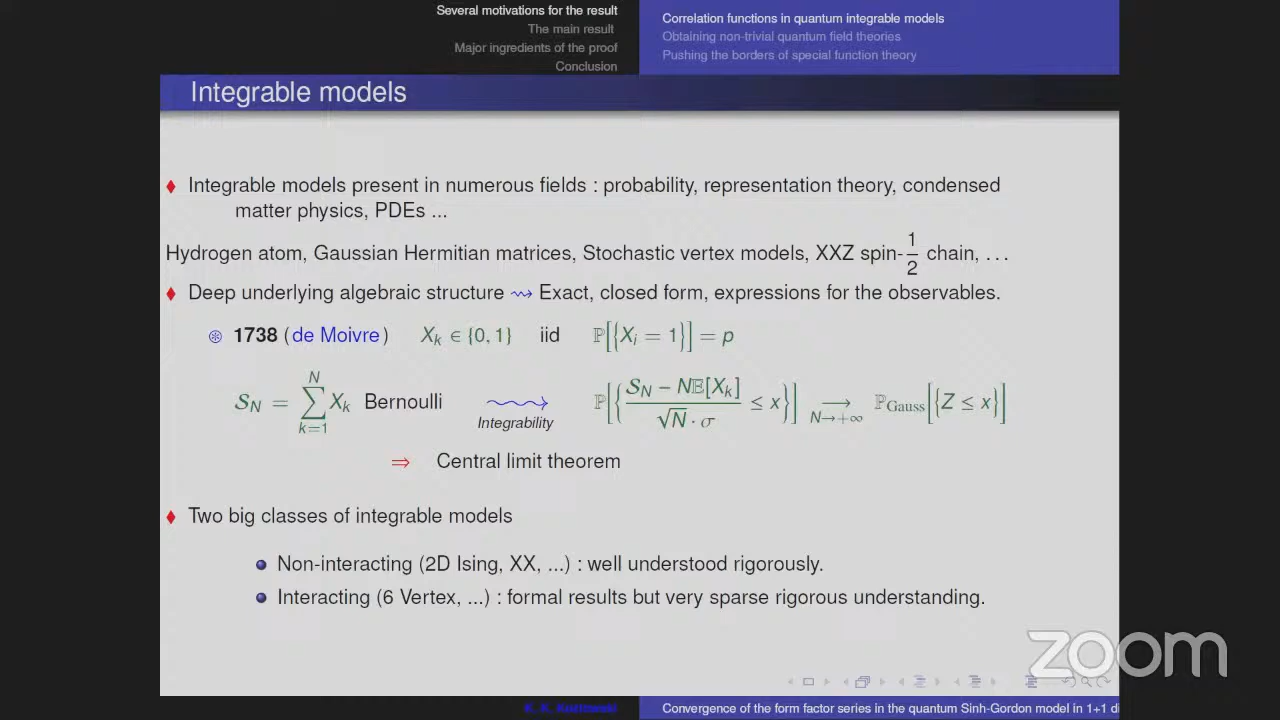 Several motivations for the result
The main result
Major ingredients of the proof
Conclusion
Correlation functions in quantum integrable models
Obtaining non-trivial quantum field theories
Pushing the borders of special function theory
Integrable models
♦ Integrable models present in numerous fields : probability, representation theory, condensed
matter physics, PDEs ...
Hydrogen atom, Gaussian Hermitian matrices, Stochastic vertex models, XXZ spin-1/2 chain, ...
♦ Deep underlying algebraic structure ⇝ Exact, closed form, expressions for the observables.
⊛ 1738 (de Moivre) X_k ∈ {0, 1} iid ℙ[{X_i = 1}] = p
𝒮_N = ∑_{k=1}^{N} X_k Bernoulli ⇝ Integrability ℙ[{(𝒮_N − N𝔼[X_k])/(√N · σ) ≤ x}] ⟶_{N→+∞} ℙ_Gauss[{Z ≤ x}]
⇒ Central limit theorem
♦ Two big classes of integrable models
• Non-interacting (2D Ising, XX, ...) : well understood rigorously.
• Interacting (6 Vertex, ...) : formal results but very sparse rigorous understanding.
zoom
K. K. Kozlowski
Convergence of the form factor series in the quantum Sinh-Gordon model in 1+1 di